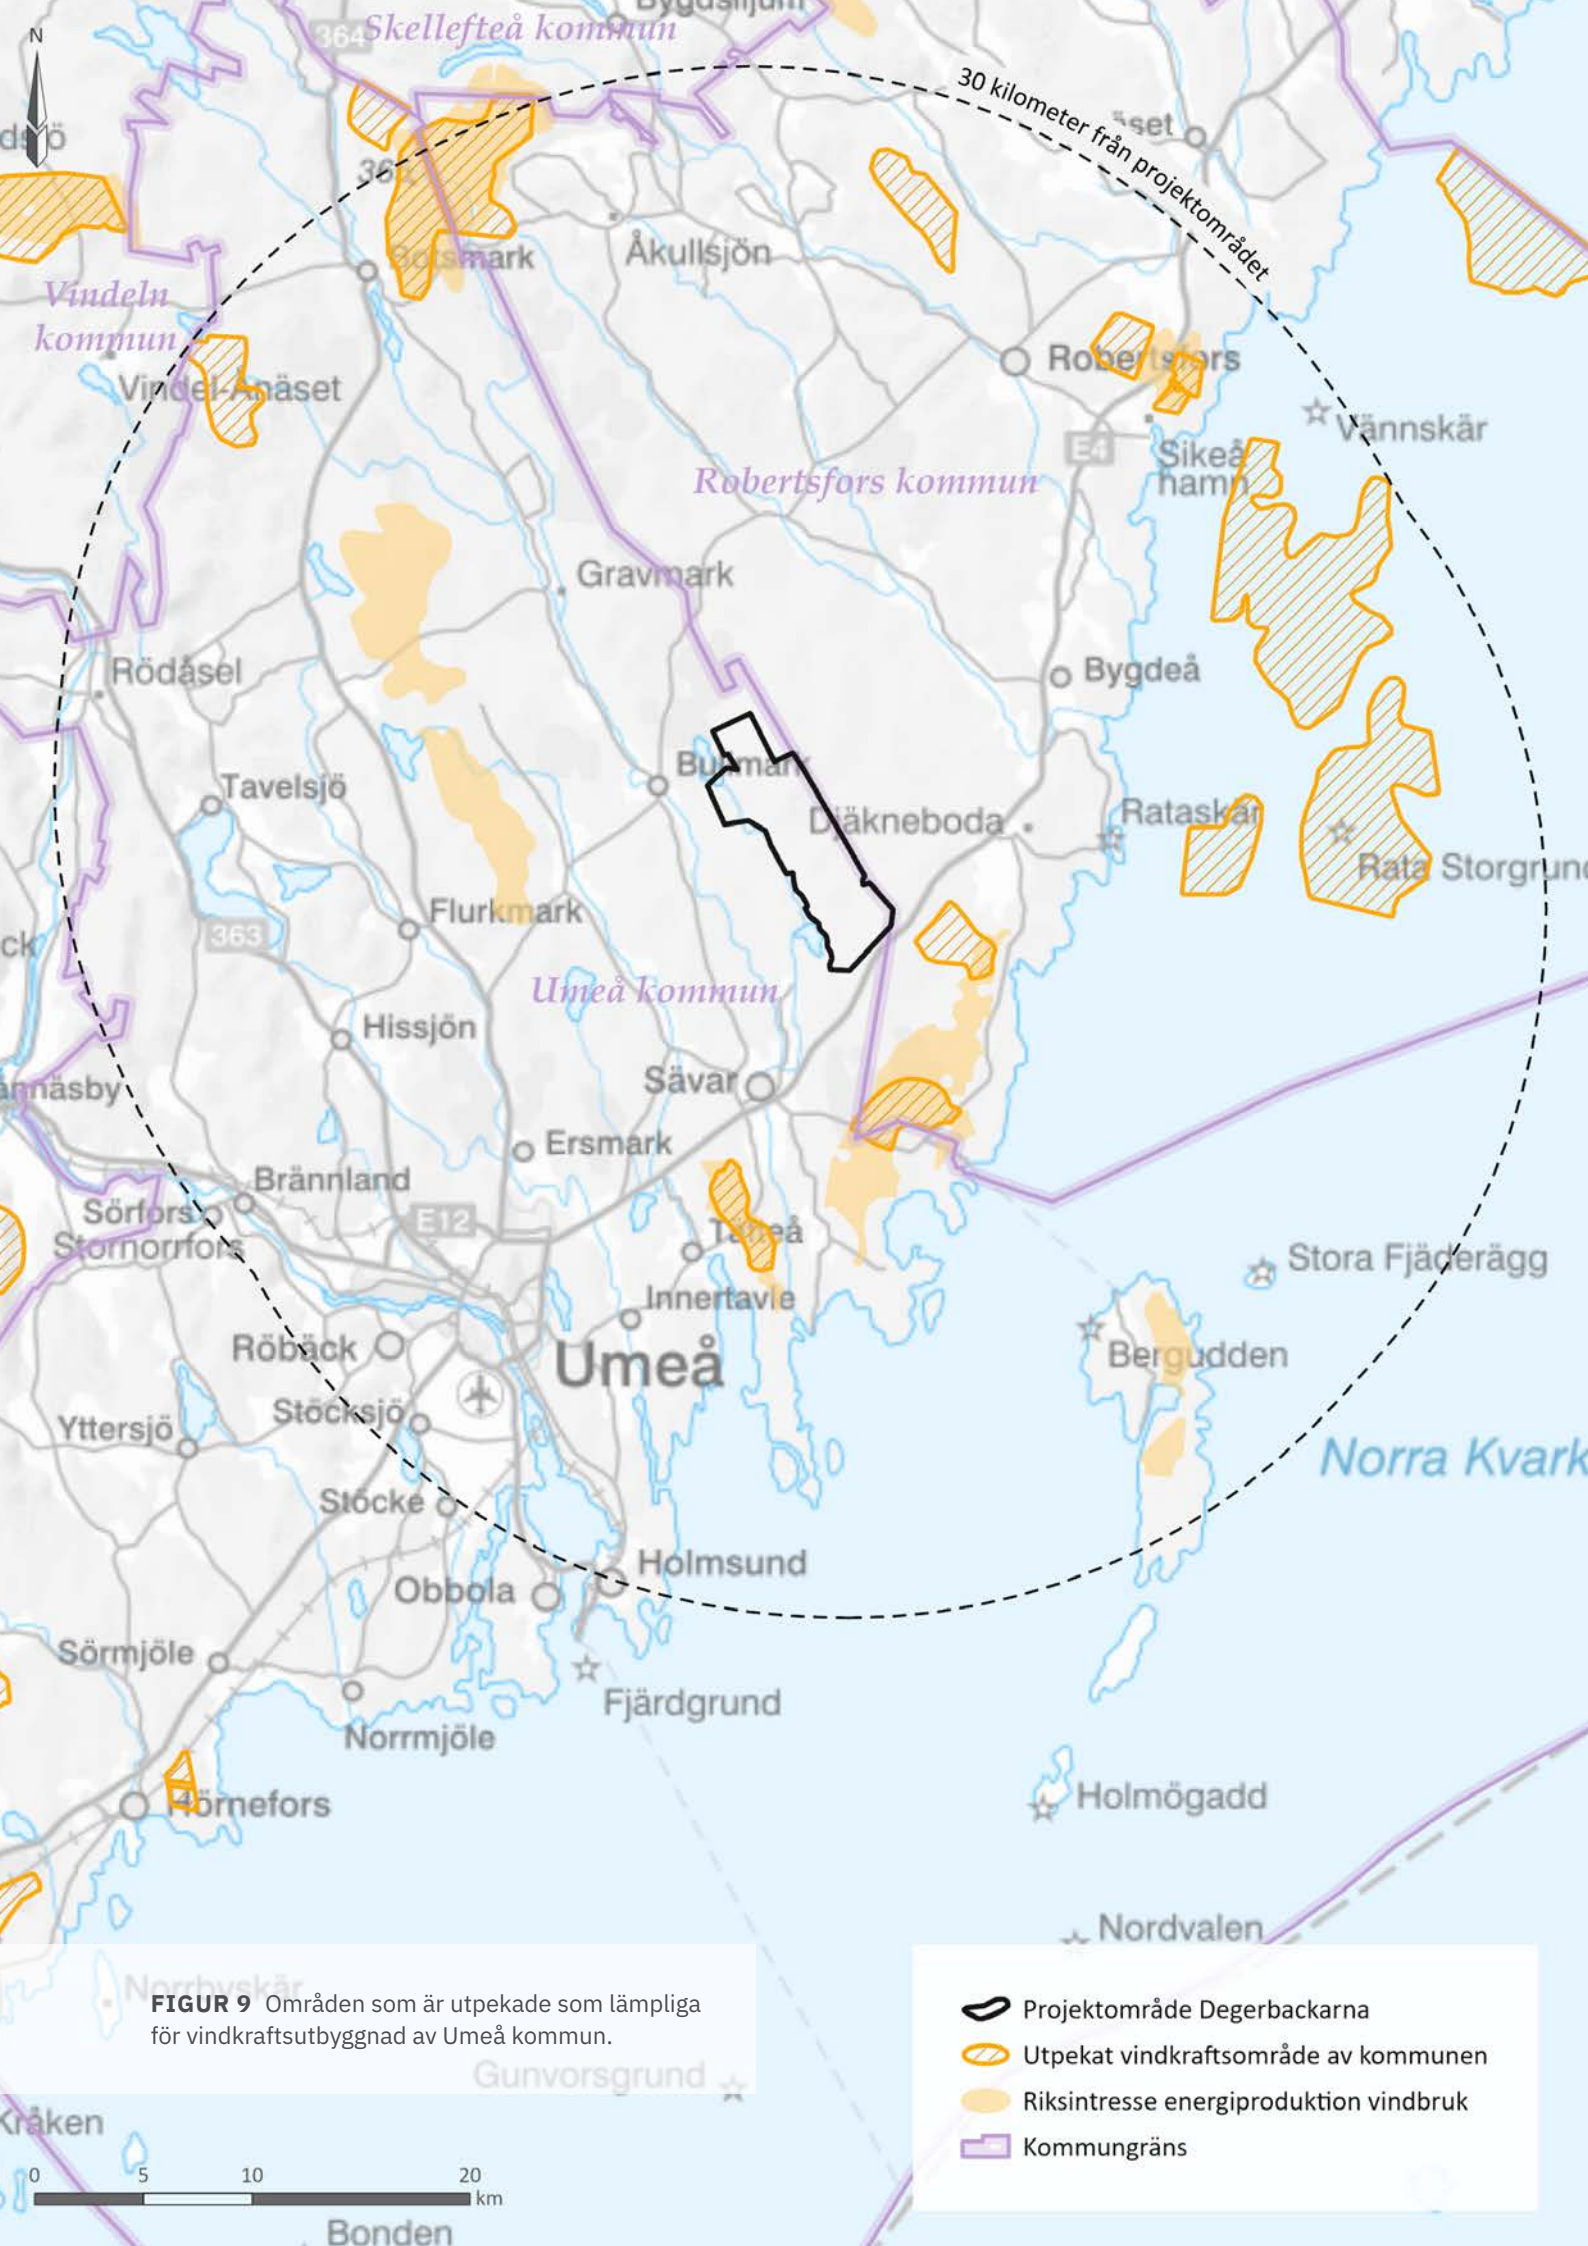 Bygdsiljum
364
Skellefteå kommun
N
30 kilometer från projektområdet
Botsmark
Åkullsjön
Vindeln
kommun
Vindel-Ånäset
Robertsfors
Vännskär
E4
Sikeå
hamn
Robertsfors kommun
Gravmark
Rödåsel
Bygdeå
Bullmark
Tavelsjö
Djäkneboda
Rataskär
Rata Storgrund
Flurkmark
363
Umeå kommun
Hissjön
Sävar
Ersmark
Brännland
Sörfors
E12
Stornorrfors
Täfteå
Stora Fjäderägg
Innertavle
Röbäck
Umeå
Bergudden
Stöcksjö
Yttersjö
Norra Kvark
Stöcke
Holmsund
Obbola
Sörmjöle
Fjärdgrund
Norrmjöle
Hörnefors
Holmögadd
Nordvalen
Norrbyskär
FIGUR 9 Områden som är utpekade som lämpliga
för vindkraftsutbyggnad av Umeå kommun.
Gunvorsgrund
Projektområde Degerbackarna
Utpekat vindkraftsområde av kommunen
Riksintresse energiproduktion vindbruk
Kommungräns
Kråken
0 5 10 20
km
Bonden